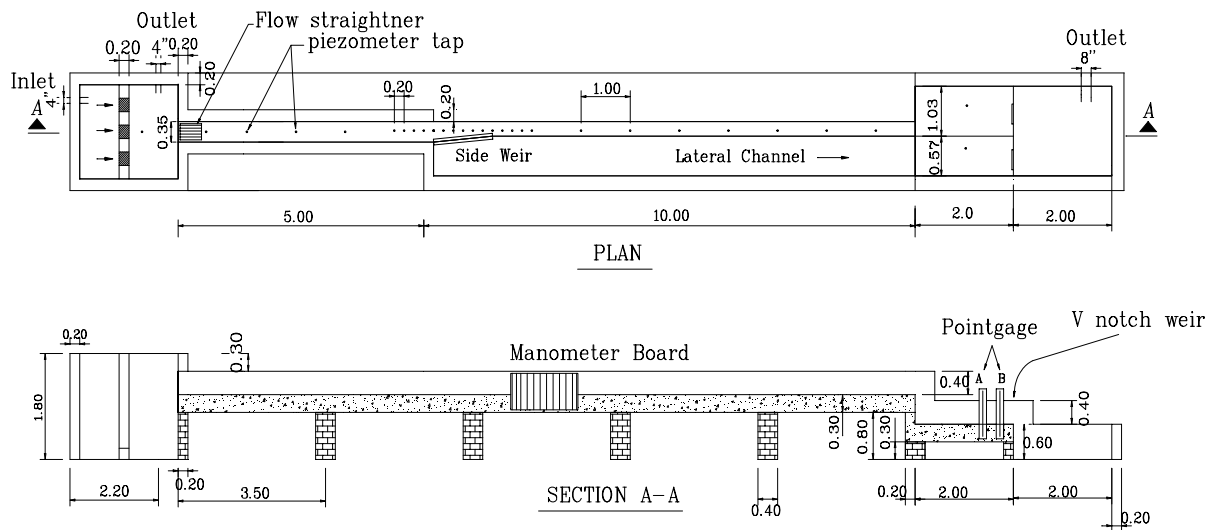 Outlet
Flow straightner
0.20
4"
0.20
piezometer tap
Outlet
8"
Inlet
4"
0.20
A
0.20
0.20
1.00
A
0.35
1.03
Side Weir
Lateral Channel
0.57
5.00
10.00
2.0
2.00
PLAN
Pointgage
V notch weir
0.20
0.30
Manometer Board
0.40
A
B
1.80
0.40
0.30
0.80
0.30
0.60
2.20
0.20
3.50
SECTION A-A
0.40
0.20
2.00
2.00
0.20